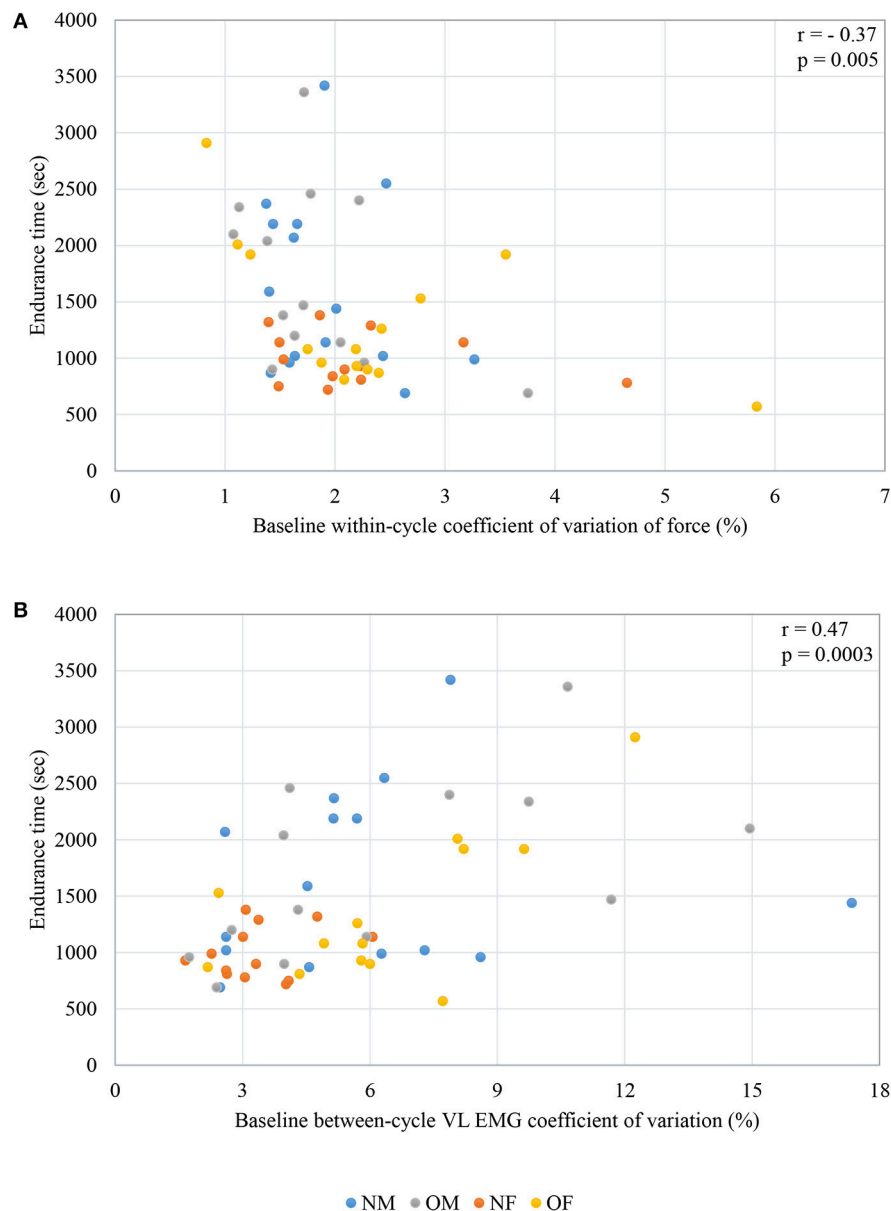 A
r = - 0.37
p = 0.005
4000
3500
3000
2500
2000
1500
1000
500
0
Endurance time (sec)
0 1 2 3 4 5 6 7
Baseline within-cycle coefficient of variation of force (%)
B
r = 0.47
p = 0.0003
4000
3500
3000
2500
2000
1500
1000
500
0
Endurance time (sec)
0 3 6 9 12 15 18
Baseline between-cycle VL EMG coefficient of variation (%)
NM OM NF OF